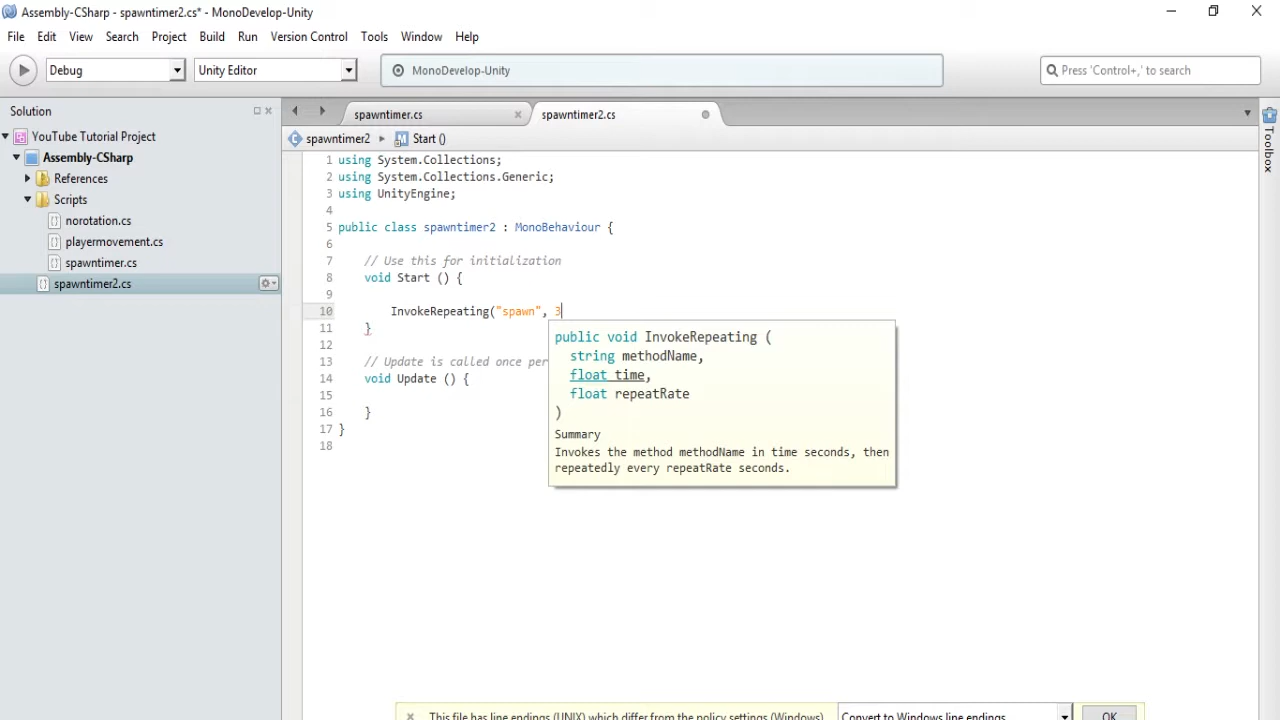 Assembly-CSharp - spawntimer2.cs* - MonoDevelop-Unity
File Edit View Search Project Build Run Version Control Tools Window Help
Debug Unity Editor MonoDevelop-Unity Press 'Control+,' to search
Solution
spawntimer.cs spawntimer2.cs
Toolbox
YouTube Tutorial Project
Assembly-CSharp
References
Scripts
norotation.cs
playermovement.cs
spawntimer.cs
spawntimer2.cs
spawntimer2 Start ()
1 using System.Collections;
2 using System.Collections.Generic;
3 using UnityEngine;
4
5 public class spawntimer2 : MonoBehaviour {
6
7 // Use this for initialization
8 void Start () {
9
10 InvokeRepeating("spawn", 3
11 }
12
13 // Update is called once per
14 void Update () {
15
16 }
17 }
18
public void InvokeRepeating (
string methodName,
float time,
float repeatRate
)
Summary
Invokes the method methodName in time seconds, then
repeatedly every repeatRate seconds.
This file has line endings (UNIX) which differ from the policy settings (Windows). Convert to Windows line endings OK